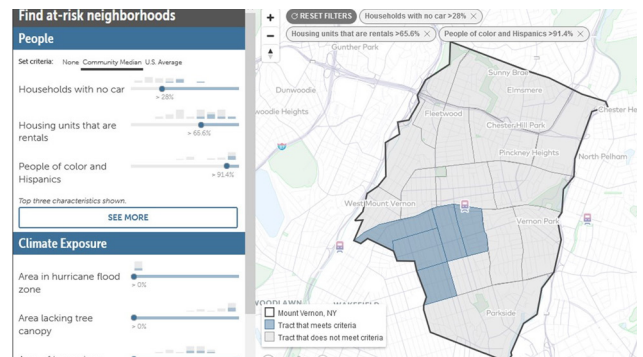 Find at-risk neighborhoods
People
Set criteria: None Community Median U.S. Average
Households with no car
> 28%
Housing units that are
rentals
> 65.6%
People of color and
Hispanics
> 91.4%
Top three characteristics shown.
SEE MORE
Climate Exposure
Area in hurricane flood
zone
> 0%
Area lacking tree
canopy
> 0%
+
−
RESET FILTERS
Households with no car >28% ×
Housing units that are rentals >65.6% ×
People of color and Hispanics >91.4% ×
Gunther Park
Sunny Brae
Elmsmere
Dunwoodie
woodie Heights
Fleetwood
Chester Hill Park
Chester He
Pinckney Heights
North Pelham
West Mount Vernon
Vernon Park
WOODLAWN
WAKEFIELD
Parkside
Mount Vernon, NY
Tract that meets criteria
Tract that does not meet criteria